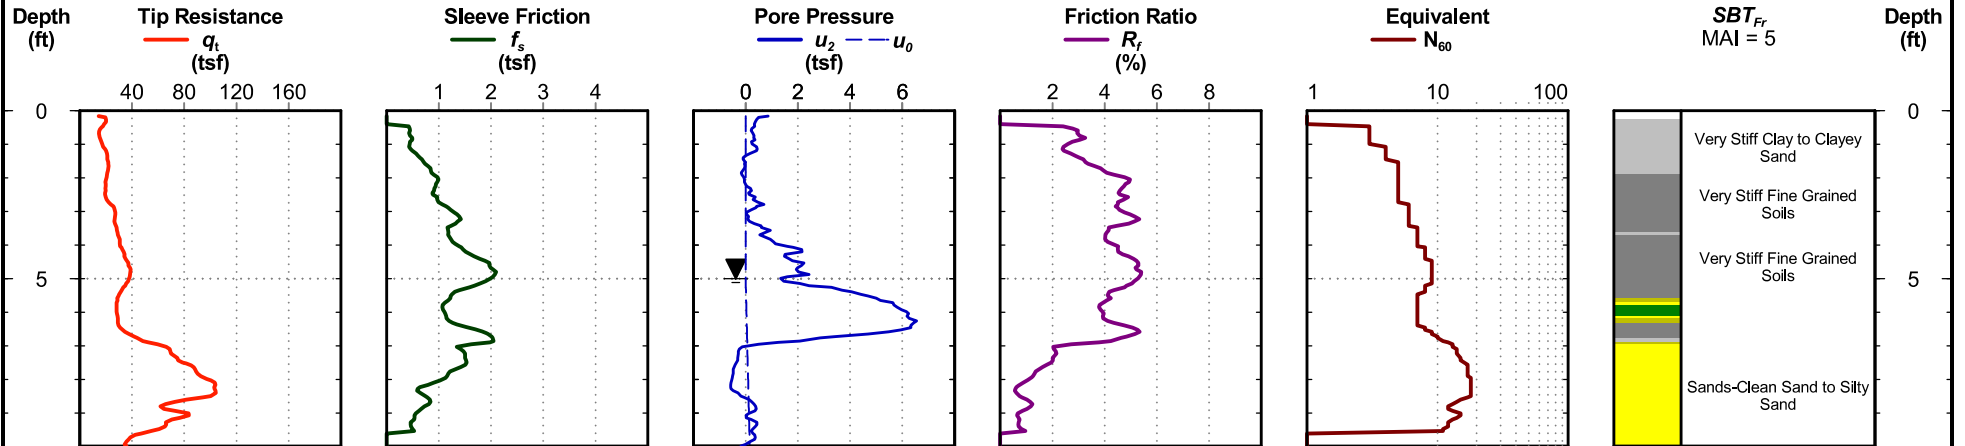 Depth
(ft)
Tip Resistance
qt
(tsf)
40 80 120 160
Sleeve Friction
fs
(tsf)
1 2 3 4
Pore Pressure
u2 u0
(tsf)
0 2 4 6
Friction Ratio
Rf
(%)
2 4 6 8
Equivalent
N60
1 10 100
SBTFr
MAI = 5
Depth
(ft)
0
5
Very Stiff Clay to Clayey
Sand
Very Stiff Fine Grained
Soils
Very Stiff Fine Grained
Soils
Sands-Clean Sand to Silty
Sand
0
5